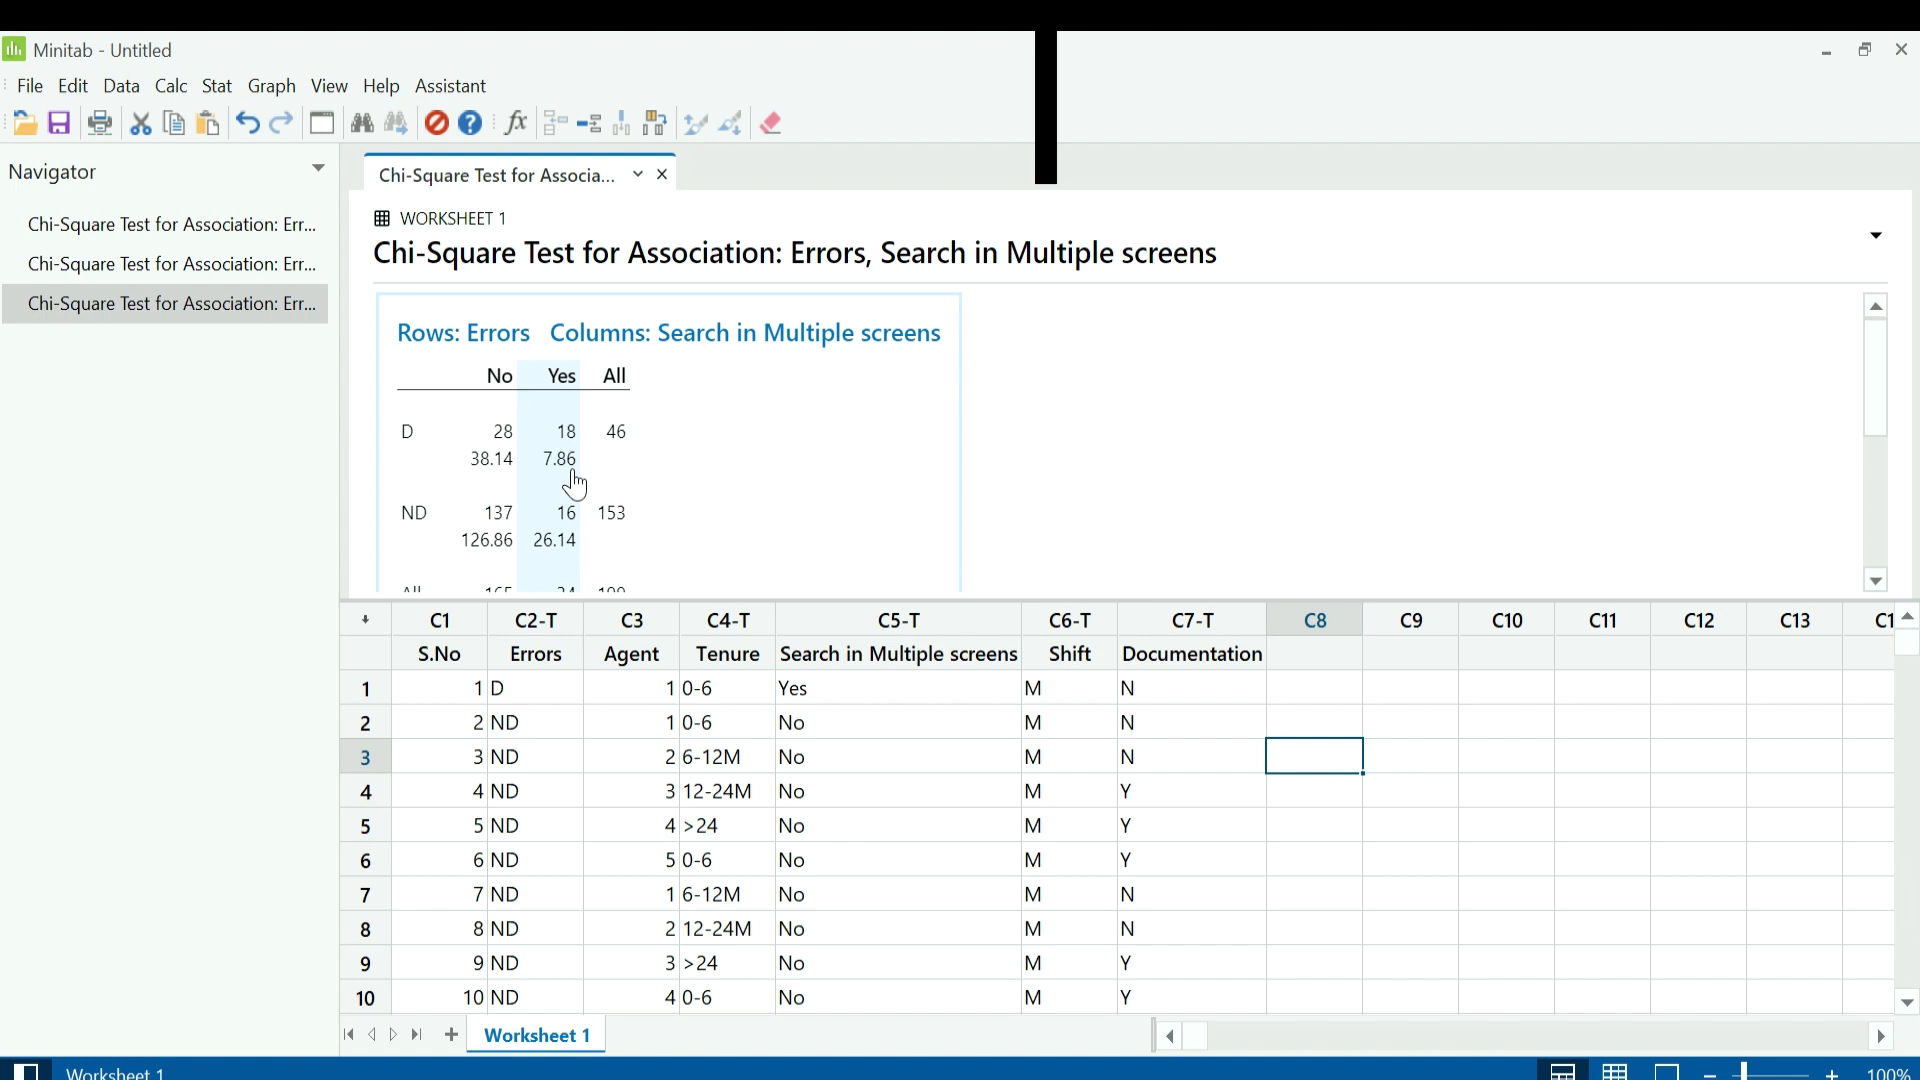 Minitab - Untitled
File Edit Data Calc Stat Graph View Help Assistant
Navigator
Chi-Square Test for Association: Err...
Chi-Square Test for Association: Err...
Chi-Square Test for Association: Err...
Chi-Square Test for Associa...
WORKSHEET 1
Chi-Square Test for Association: Errors, Search in Multiple screens
Rows: Errors Columns: Search in Multiple screens
No Yes All
D 28 18 46
38.14 7.86
ND 137 16 153
126.86 26.14
All 165 34 199
C1 C2-T C3 C4-T C5-T C6-T C7-T C8 C9 C10 C11 C12 C13 C1
S.No Errors Agent Tenure Search in Multiple screens Shift Documentation
1 1 D 1 0-6 Yes M N
2 2 ND 1 0-6 No M N
3 3 ND 2 6-12M No M N
4 4 ND 3 12-24M No M Y
5 5 ND 4 >24 No M Y
6 6 ND 5 0-6 No M Y
7 7 ND 1 6-12M No M N
8 8 ND 2 12-24M No M N
9 9 ND 3 >24 No M Y
10 10 ND 4 0-6 No M Y
Worksheet 1
Worksheet 1 100%